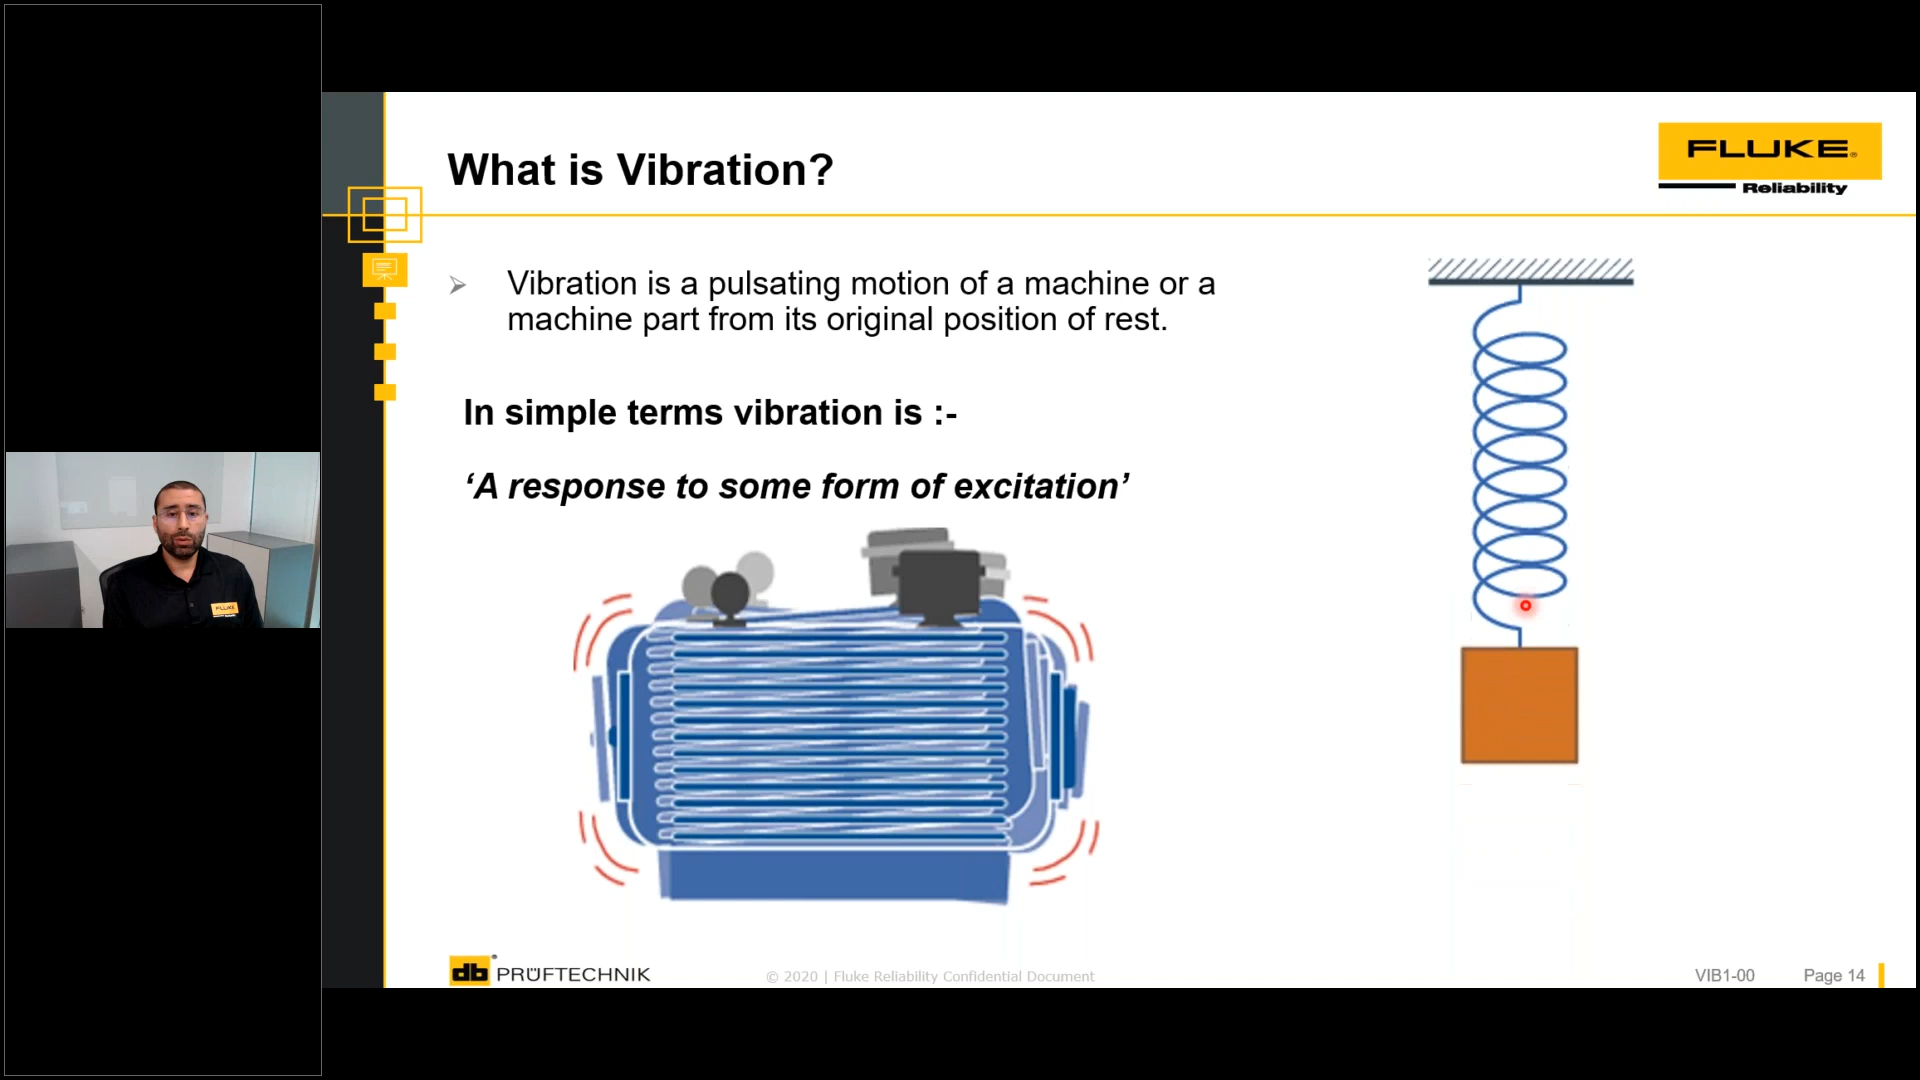 What is Vibration?
FLUKE®
Reliability
Vibration is a pulsating motion of a machine or a
machine part from its original position of rest.
In simple terms vibration is :-
‘A response to some form of excitation’
FLUKE
db PRÜFTECHNIK
© 2020 | Fluke Reliability Confidential Document
VIB1-00
Page 14